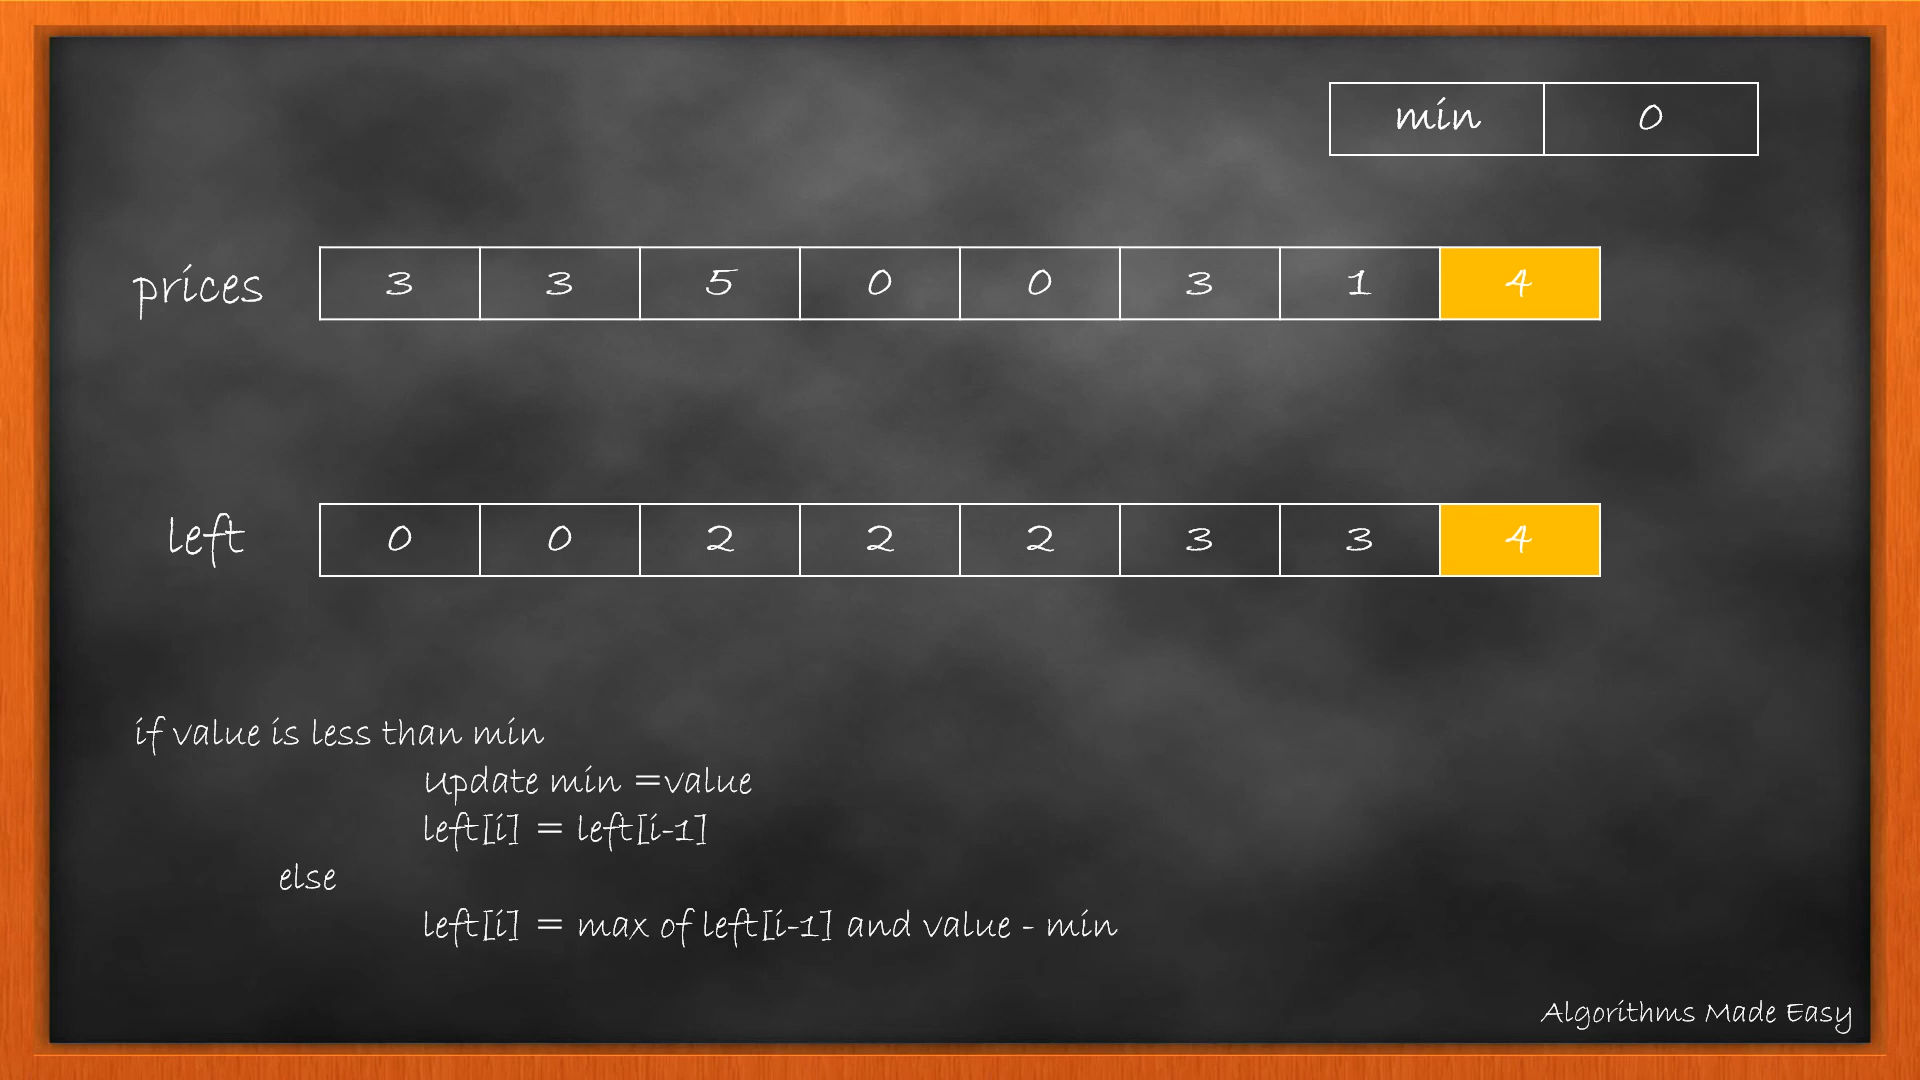 min 0
prices 3 3 5 0 0 3 1 4
left 0 0 2 2 2 3 3 4
if value is less than min
Update min =value
left[i] = left[i-1]
else
left[i] = max of left[i-1] and value - min
Algorithms Made Easy